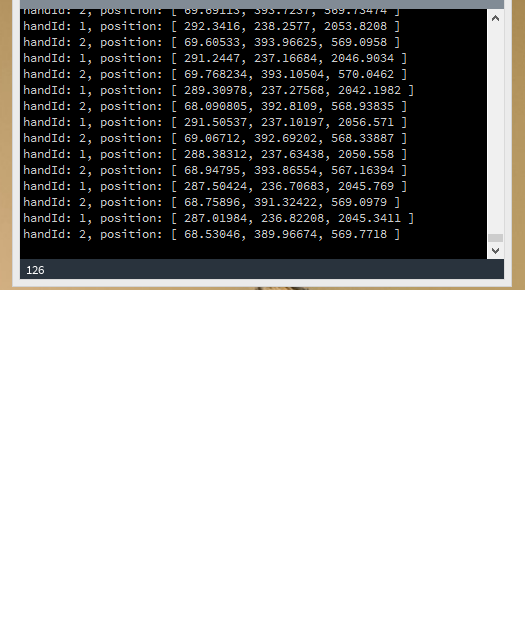 handId: 2, position: [ 69.69113, 393.7237, 569.73474 ]
handId: 1, position: [ 292.3416, 238.2577, 2053.8208 ]
handId: 2, position: [ 69.60533, 393.96625, 569.0958 ]
handId: 1, position: [ 291.2447, 237.16684, 2046.9034 ]
handId: 2, position: [ 69.768234, 393.10504, 570.0462 ]
handId: 1, position: [ 289.30978, 237.27568, 2042.1982 ]
handId: 2, position: [ 68.090805, 392.8109, 568.93835 ]
handId: 1, position: [ 291.50537, 237.10197, 2056.571 ]
handId: 2, position: [ 69.06712, 392.69202, 568.33887 ]
handId: 1, position: [ 288.38312, 237.63438, 2050.558 ]
handId: 2, position: [ 68.94795, 393.86554, 567.16394 ]
handId: 1, position: [ 287.50424, 236.70683, 2045.769 ]
handId: 2, position: [ 68.75896, 391.32422, 569.0979 ]
handId: 1, position: [ 287.01984, 236.82208, 2045.3411 ]
handId: 2, position: [ 68.53046, 389.96674, 569.7718 ]
126